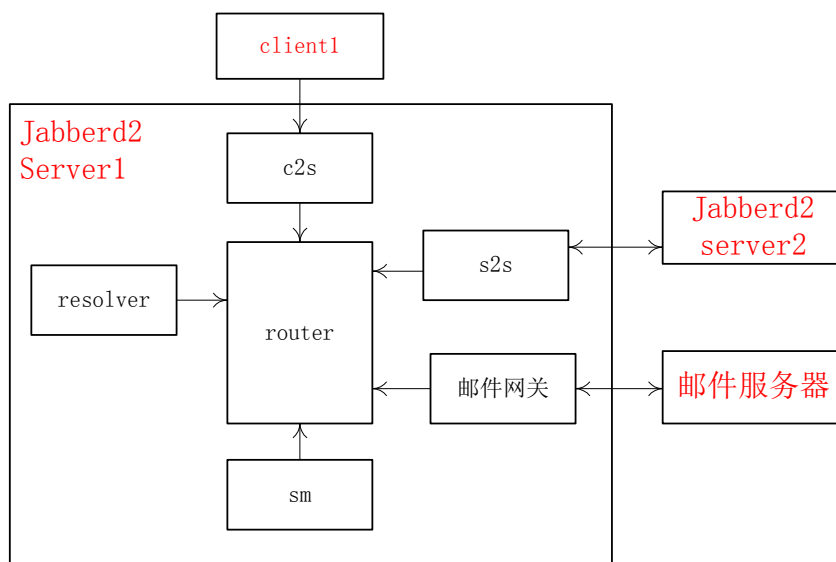 client1
Jabberd2
Server1
c2s
Jabberd2
server2
s2s
resolver
router
邮件网关
邮件服务器
sm